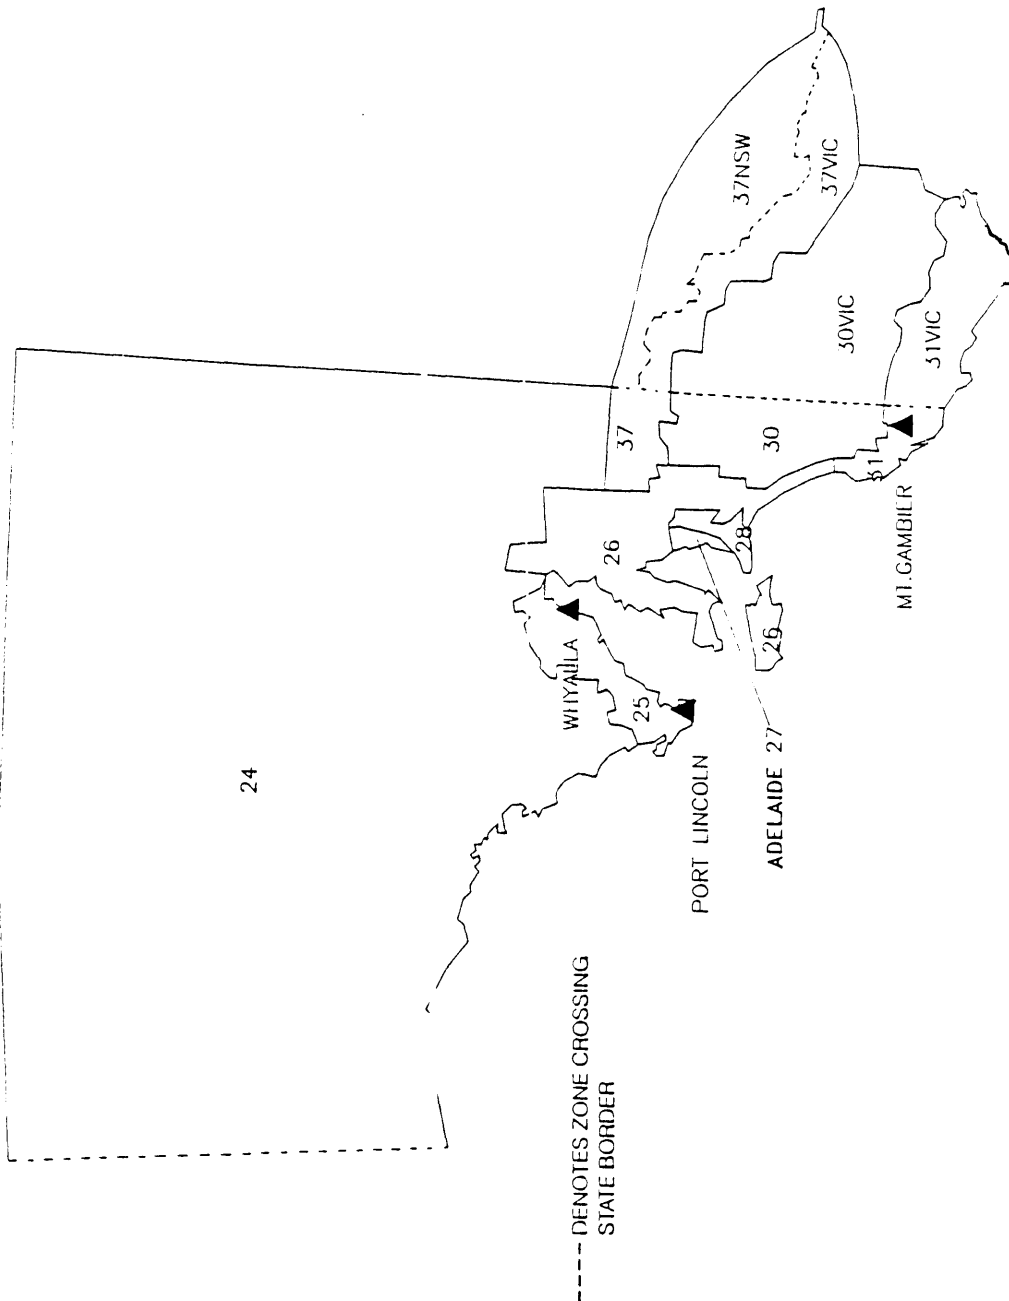 24
WHYALLA
25
PORT LINCOLN
26
26
ADELAIDE 27
28
37
30
31
MT.GAMBIER
37NSW
37VIC
30VIC
31VIC
---- DENOTES ZONE CROSSING
STATE BORDER